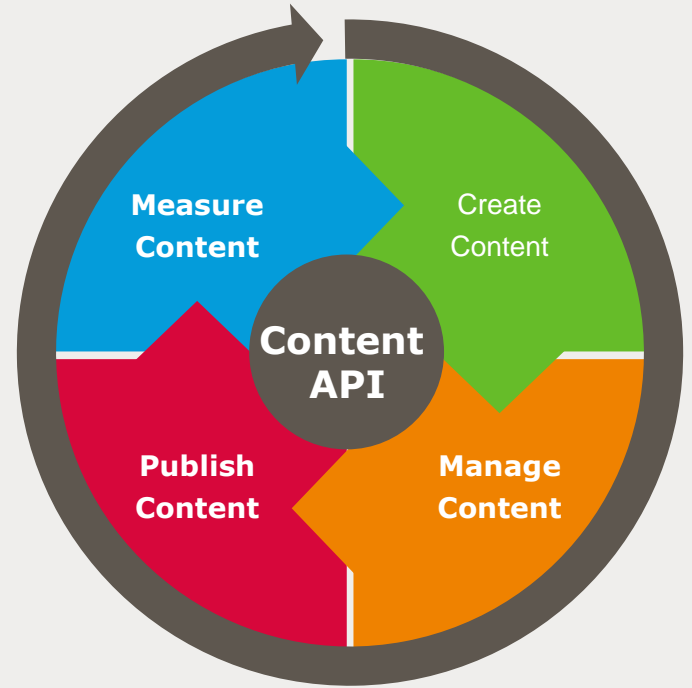 Measure
Content
Create
Content
Content
API
Publish
Content
Manage
Content